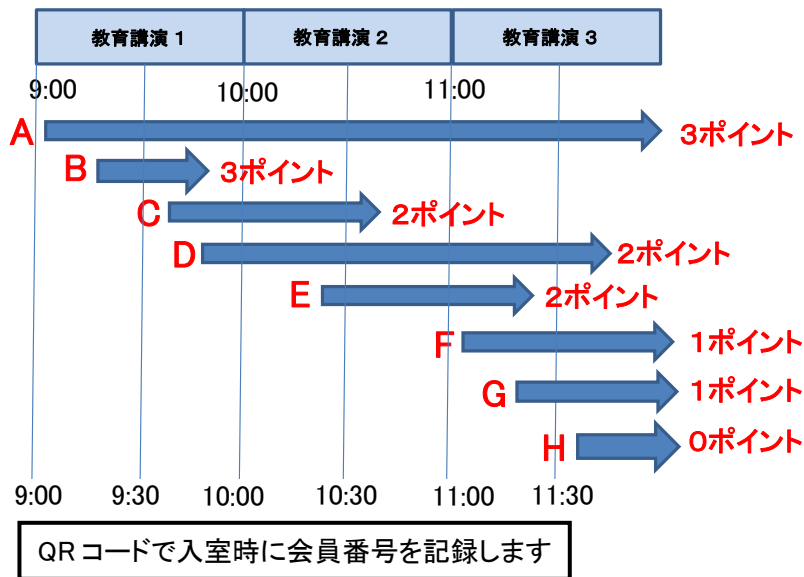 教育講演 1 教育講演 2 教育講演 3
9:00 10:00 11:00
A 3ポイント
B 3ポイント
C 2ポイント
D 2ポイント
E 2ポイント
F 1ポイント
G 1ポイント
H 0ポイント
9:00 9:30 10:00 10:30 11:00 11:30
QRコードで入室時に会員番号を記録します